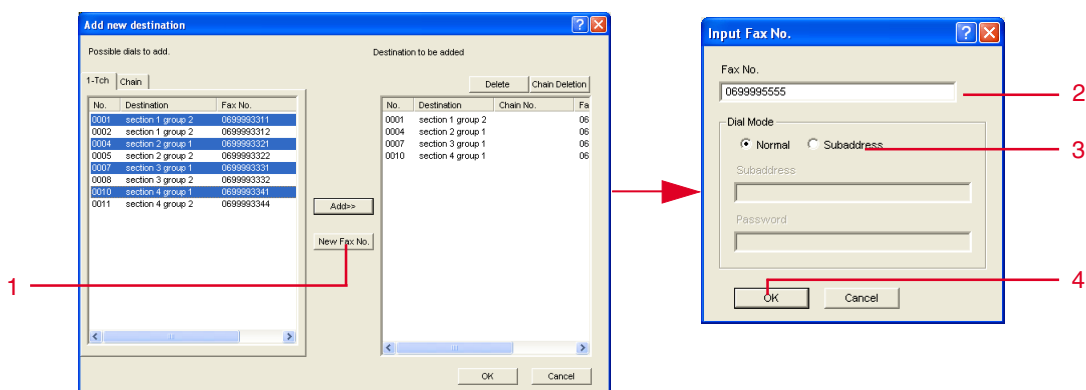 Add new destination
Possible dials to add.
Destination to be added
1-Tch Chain
Delete Chain Deletion
No. Destination Fax No.
0001 section 1 group 2 0699993311
0002 section 1 group 2 0699993312
0004 section 2 group 1 0699993321
0005 section 2 group 2 0699993322
0007 section 3 group 1 0699993331
0008 section 3 group 2 0699993332
0010 section 4 group 1 0699993341
0011 section 4 group 2 0699993344
Add>>
New Fax No.
1
No. Destination Chain No. Fa
0001 section 1 group 2 06
0004 section 2 group 1 06
0007 section 3 group 1 06
0010 section 4 group 1 06
OK Cancel
Input Fax No.
Fax No.
0699995555
2
Dial Mode
Normal Subaddress
3
Subaddress
Password
OK Cancel
4